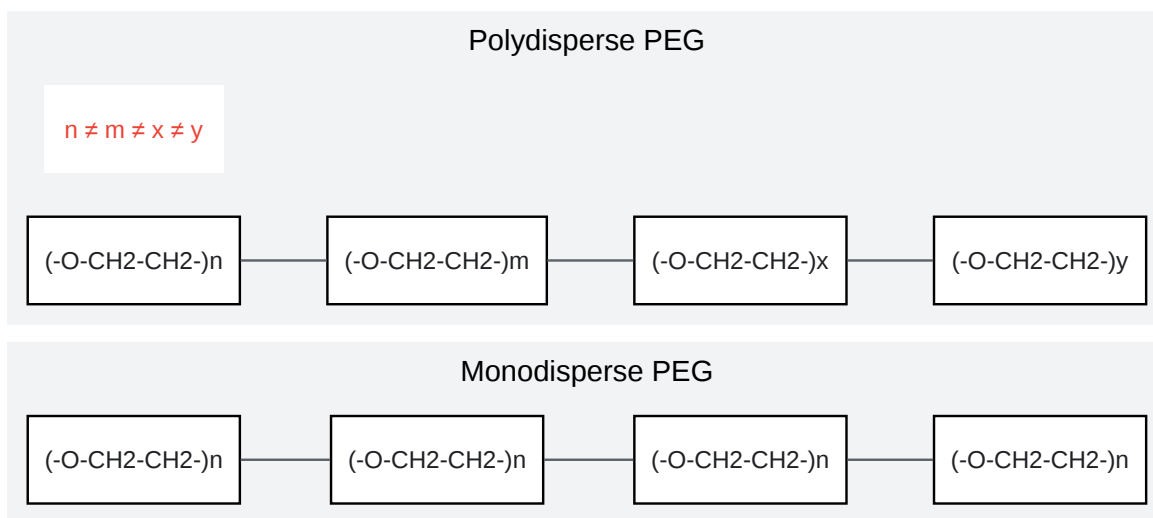 Polydisperse PEG
n ≠ m ≠ x ≠ y
(-O-CH2-CH2-)n
(-O-CH2-CH2-)m
(-O-CH2-CH2-)x
(-O-CH2-CH2-)y
Monodisperse PEG
(-O-CH2-CH2-)n
(-O-CH2-CH2-)n
(-O-CH2-CH2-)n
(-O-CH2-CH2-)n